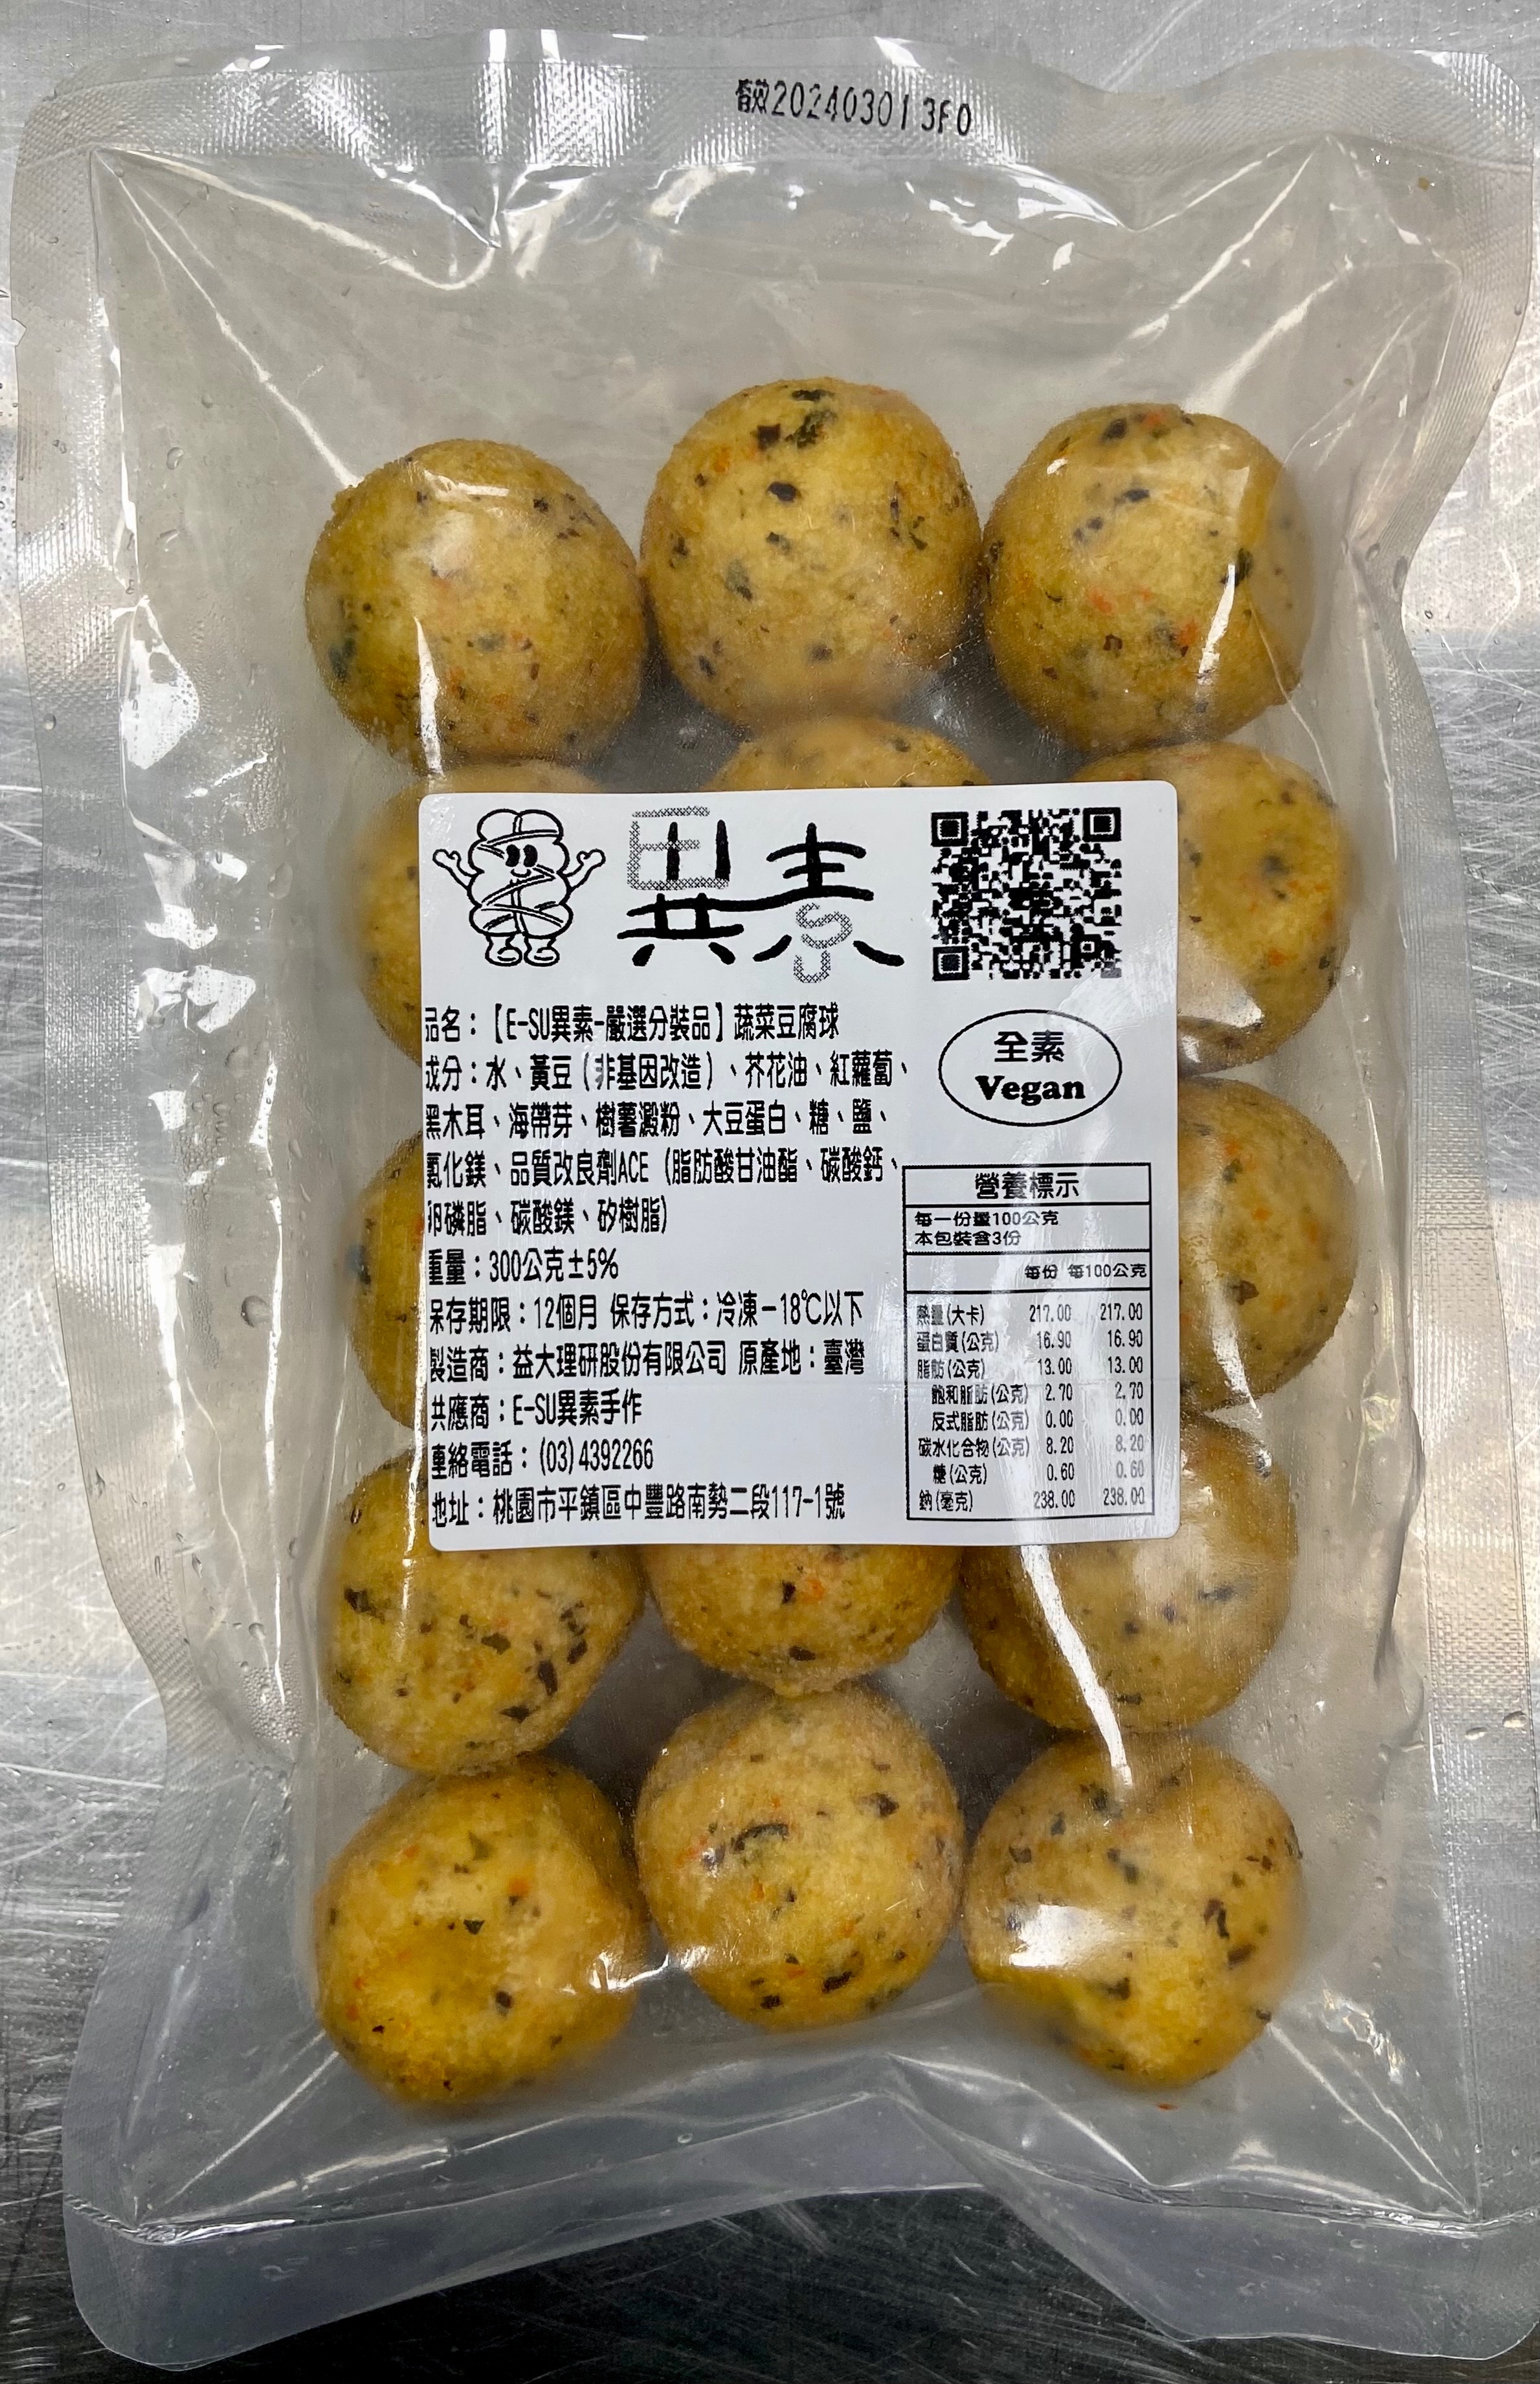 有效20240301 3F0
異素
品名：【E-SU異素-嚴選分裝品】蔬菜豆腐球
成分：水、黃豆（非基因改造）、芥花油、紅蘿蔔、
黑木耳、海帶芽、樹薯澱粉、大豆蛋白、糖、鹽、
氯化鎂、品質改良劑ACE（脂肪酸甘油酯、碳酸鈣、
卵磷脂、碳酸鎂、矽樹脂）
重量：300公克±5%
保存期限：12個月 保存方式：冷凍-18℃以下
製造商：益大理研股份有限公司 原產地：臺灣
共應商：E-SU異素手作
連絡電話：(03)4392266
地址：桃園市平鎮區中豐路南勢二段117-1號
全素
Vegan
營養標示
每一份量100公克
本包裝含3份
每份 每100公克
熱量(大卡) 217.00 217.00
蛋白質(公克) 16.90 16.90
脂肪(公克) 13.00 13.00
飽和脂肪(公克) 2.70 2.70
反式脂肪(公克) 0.00 0.00
碳水化合物(公克) 8.20 8.20
糖(公克) 0.60 0.60
鈉(毫克) 238.00 238.00